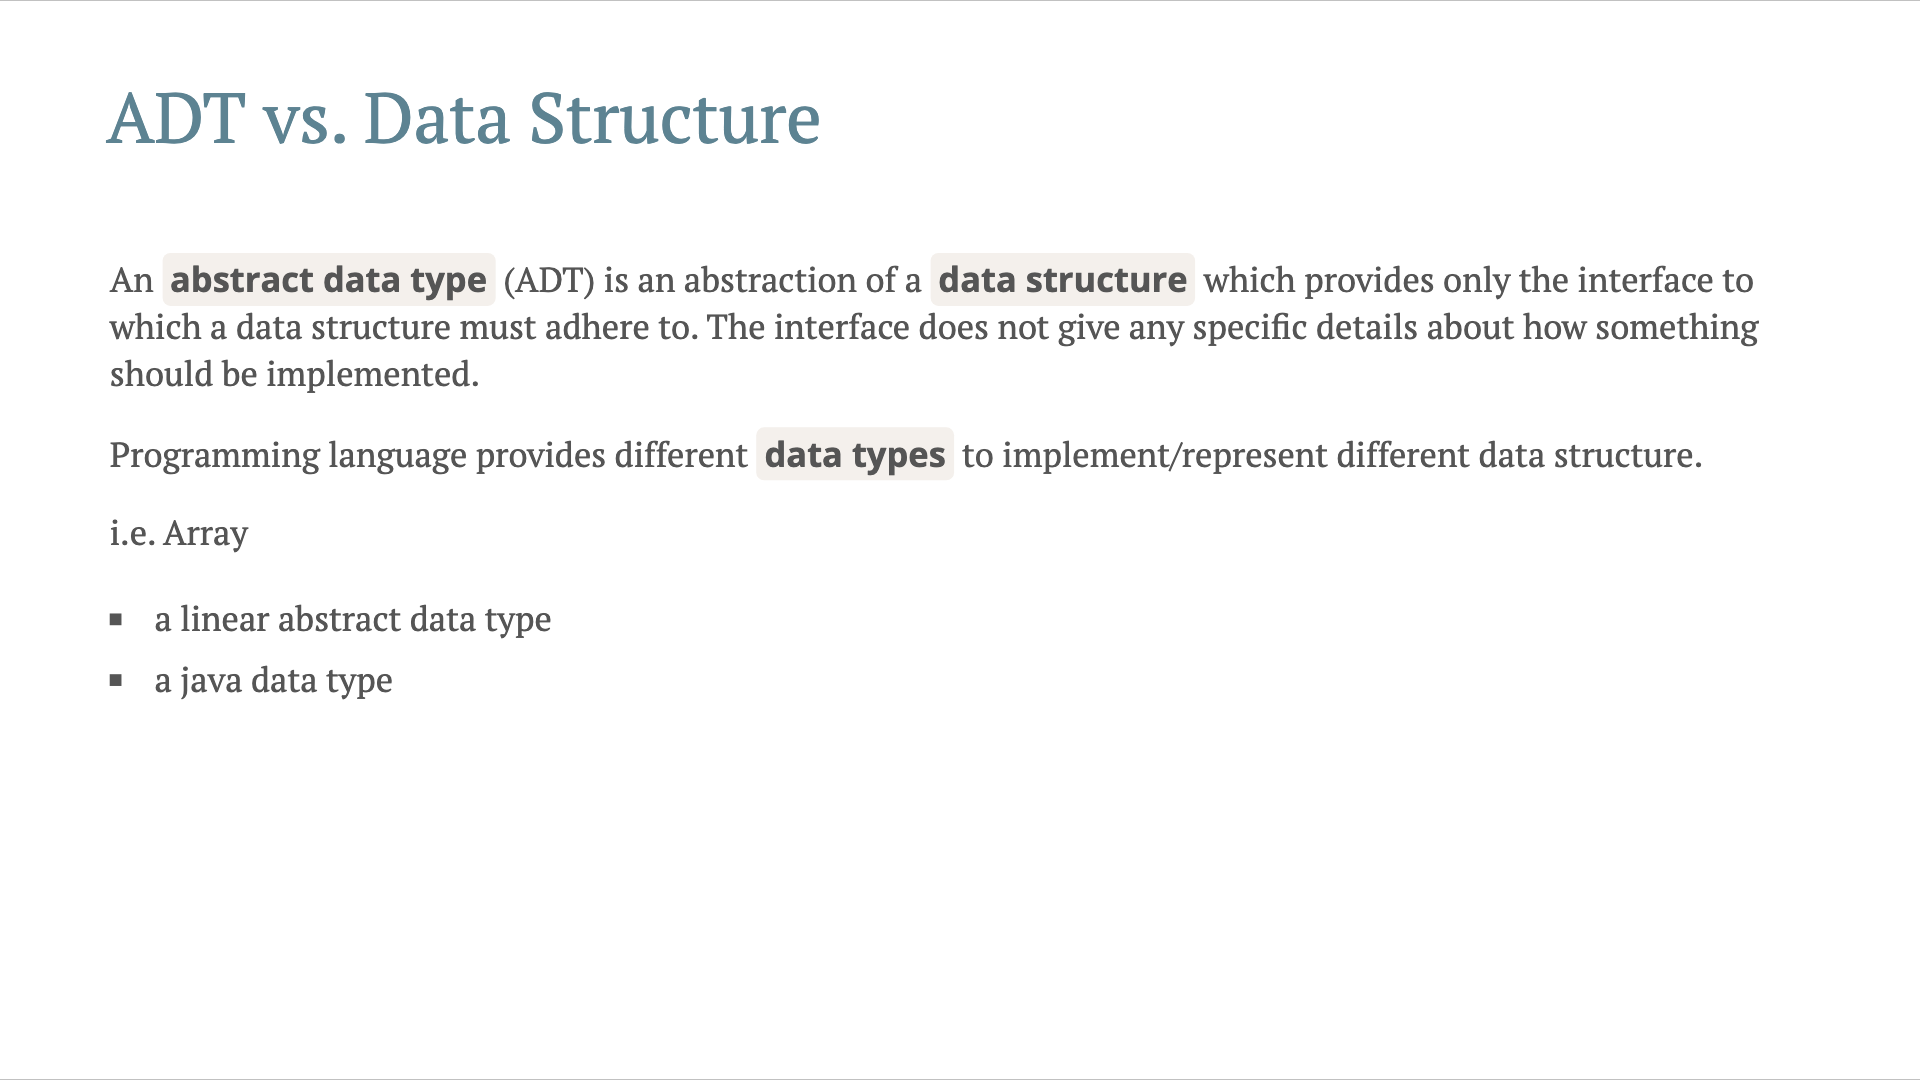 ADT vs. Data Structure
An abstract data type (ADT) is an abstraction of a data structure which provides only the interface to
which a data structure must adhere to. The interface does not give any specific details about how something
should be implemented.
Programming language provides different data types to implement/represent different data structure.
i.e. Array
▪ a linear abstract data type
▪ a java data type